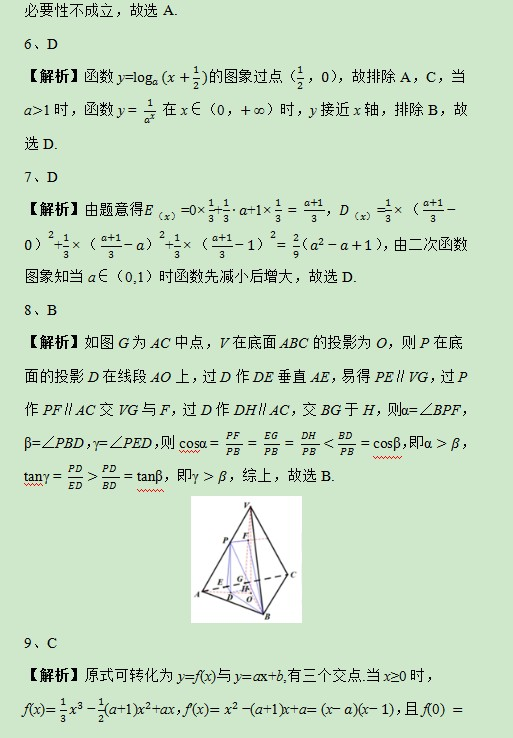 必要性不成立，故选 A.
6、D
【解析】函数 y=logₐ (x + 1/2)的图象过点（1/2，0），故排除 A，C，当
a>1 时，函数 y = 1/aˣ 在 x∈（0，+∞）时，y 接近 x 轴，排除 B，故
选 D.
7、D
【解析】由题意得E（x）=0×1/3+1/3·a+1×1/3 = (a+1)/3，D（x）=1/3×（(a+1)/3−
0）²+1/3×（(a+1)/3−a）²+1/3×（(a+1)/3−1）²= 2/9(a²−a+1)，由二次函数
图象知当 a∈（0,1）时函数先减小后增大，故选 D.
8、B
【解析】如图 G 为 AC 中点，V 在底面 ABC 的投影为 O，则 P 在底
面的投影 D 在线段 AO 上，过 D 作 DE 垂直 AE，易得 PE∥VG，过 P
作 PF∥AC 交 VG 与 F，过 D 作 DH∥AC，交 BG 于 H，则α=∠BPF，
β=∠PBD，γ=∠PED，则 cosα = PF/PB = EG/PB = DH/PB < BD/PB = cosβ，即α > β，
tanγ = PD/ED > PD/BD = tanβ，即γ > β，综上，故选 B.
V
P
F
E
G
C
A
D
H
O
B
9、C
【解析】原式可转化为 y=f(x)与 y=ax+b,有三个交点.当 x≥0 时，
f(x)= 1/3 x³ −1/2(a+1)x²+ax，f′(x)= x² −(a+1)x+a= (x− a)(x− 1)，且 f(0) =